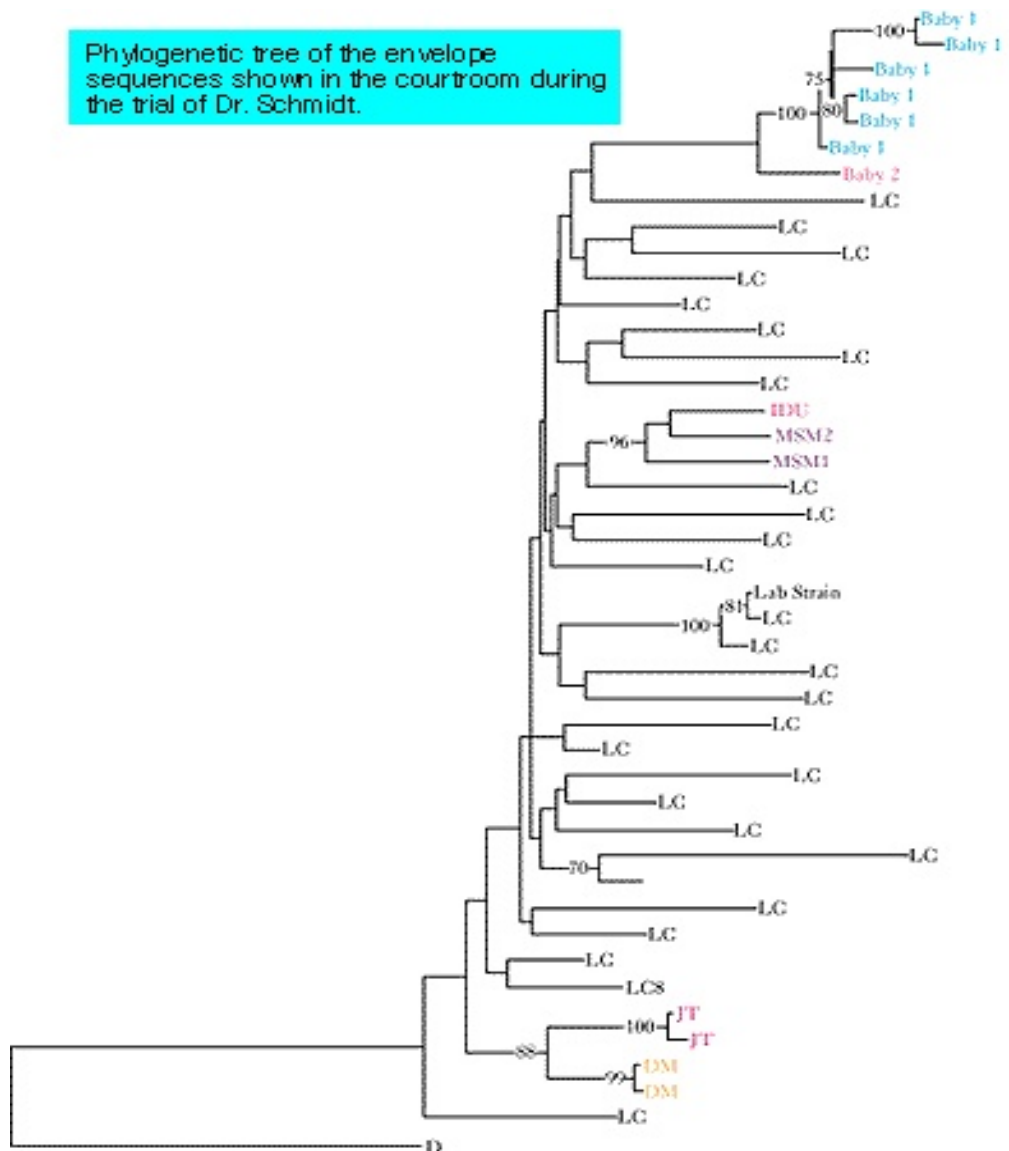 Phylogenetic tree of the envelope
sequences shown in the courtroom during
the trial of Dr. Schmidt.
Baby 1
100
Baby 1
Baby 1
75
Baby 1
80
100
Baby 1
Baby 1
Baby 2
LC
LC
LC
LC
LC
LC
LC
LC
IDU
MSM2
96
MSM1
LC
LC
LC
LC
Lab Strain
81
LC
100
LC
LC
LC
LC
LC
LC
LC
LC
LC
70
LC
LC
LC
LC8
JT
100
JT
88
DM
99
DM
LC
D